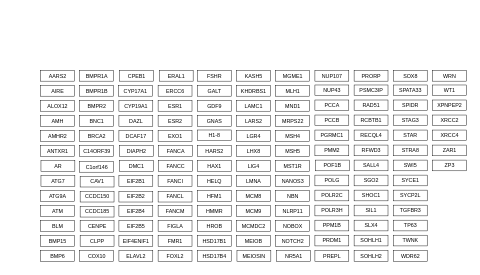 AARS2 BMPR1A CPEB1 ERAL1 FSHR KASH5 MGME1 NUP107 PRORP SOX8 WRN
AIRE BMPR1B CYP17A1 ERCC6 GALT KHDRBS1 MLH1 NUP43 PSMC3IP SPATA33 WT1
ALOX12 BMPR2 CYP19A1 ESR1 GDF9 LAMC1 MND1 PCCA RAD51 SPIDR XPNPEP2
AMH BNC1 DAZL ESR2 GNAS LARS2 MRPS22 PCCB RCBTB1 STAG3 XRCC2
AMHR2 BRCA2 DCAF17 EXO1 H1-8 LGR4 MSH4 PGRMC1 RECQL4 STAR XRCC4
ANTXR1 C14ORF39 DIAPH2 FANCA HARS2 LHX8 MSH5 PMM2 RFWD3 STRA8 ZAR1
AR C1orf146 DMC1 FANCC HAX1 LIG4 MST1R POF1B SALL4 SWI5 ZP3
ATG7 CAV1 EIF2B1 FANCI HELQ LMNA NANOS3 POLG SGO2 SYCE1
ATG9A CCDC150 EIF2B2 FANCL HFM1 MCM8 NBN POLR2C SHOC1 SYCP2L
ATM CCDC185 EIF2B4 FANCM HMMR MCM9 NLRP11 POLR3H SIL1 TGFBR3
BLM CENPE EIF2B5 FIGLA HROB MCMDC2 NOBOX PPM1B SLX4 TP63
BMP15 CLPP EIF4ENIF1 FMR1 HSD17B1 MEIOB NOTCH2 PRDM1 SOHLH1 TWNK
BMP6 COX10 ELAVL2 FOXL2 HSD17B4 MEIOSIN NR5A1 PREPL SOHLH2 WDR62